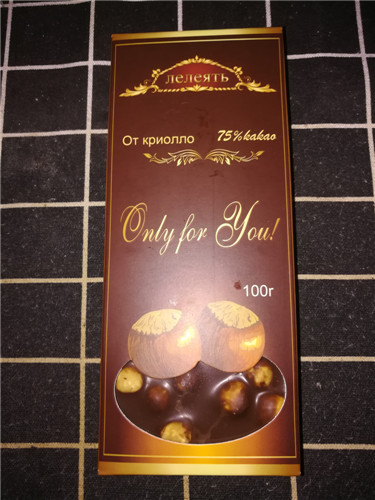 лелеять
От криолло 75%kakao
Only for You!
100г